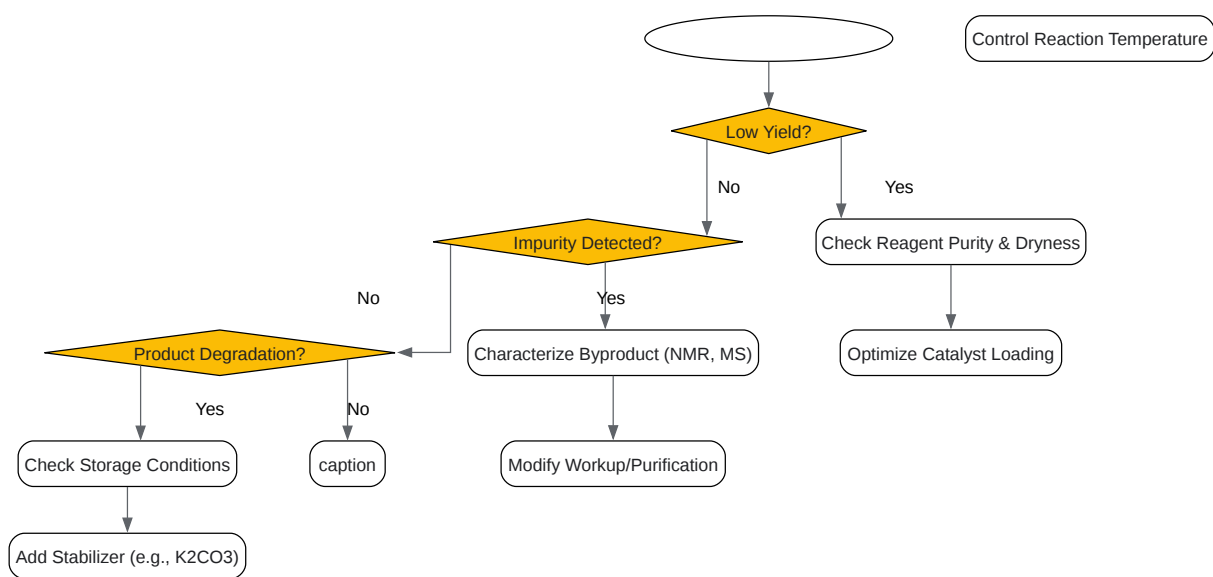 Control Reaction Temperature
Low Yield?
No
Yes
Impurity Detected?
Check Reagent Purity & Dryness
No
Yes
Product Degradation?
Characterize Byproduct (NMR, MS)
Optimize Catalyst Loading
Yes
No
Check Storage Conditions
caption
Modify Workup/Purification
Add Stabilizer (e.g., K2CO3)